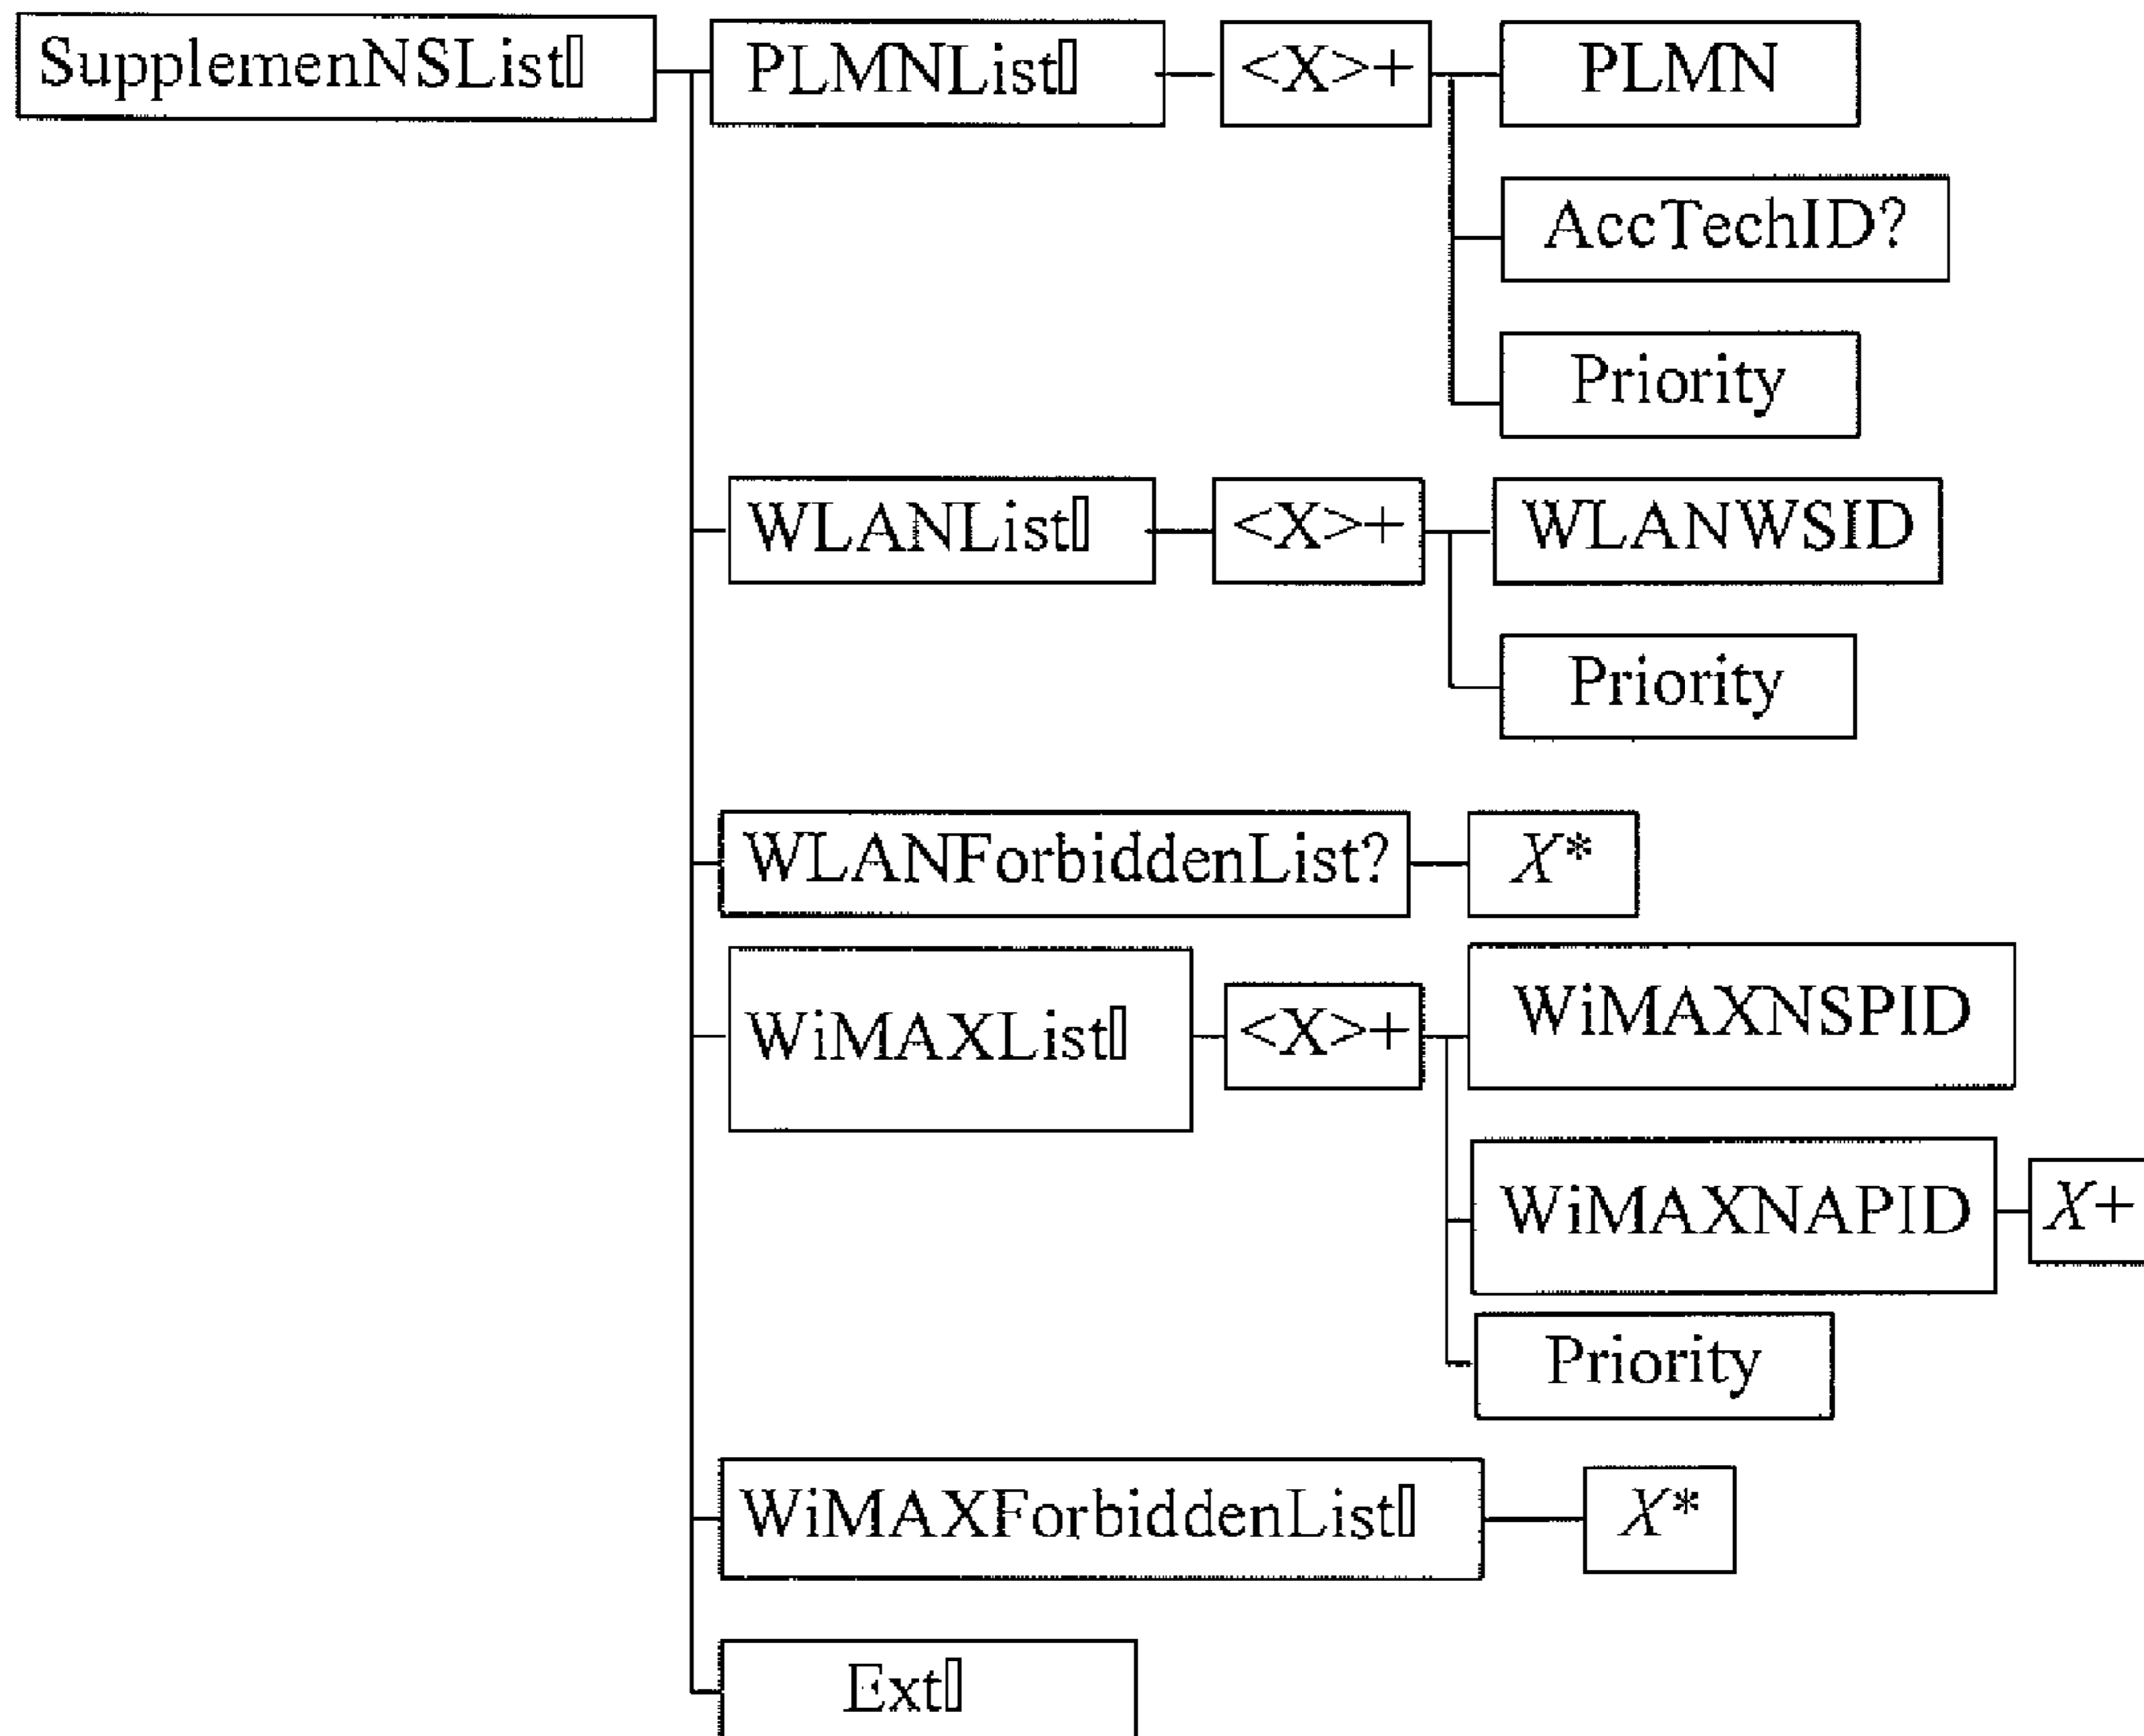 SupplemenNSList▯
PLMNList▯
<X>+
PLMN
AccTechID?
Priority
WLANList▯
<X>+
WLANWSID
Priority
WLANForbiddenList?
X*
WiMAXList▯
<X>+
WiMAXNSPID
WiMAXNAPID
X+
Priority
WiMAXForbiddenList▯
X*
Ext▯